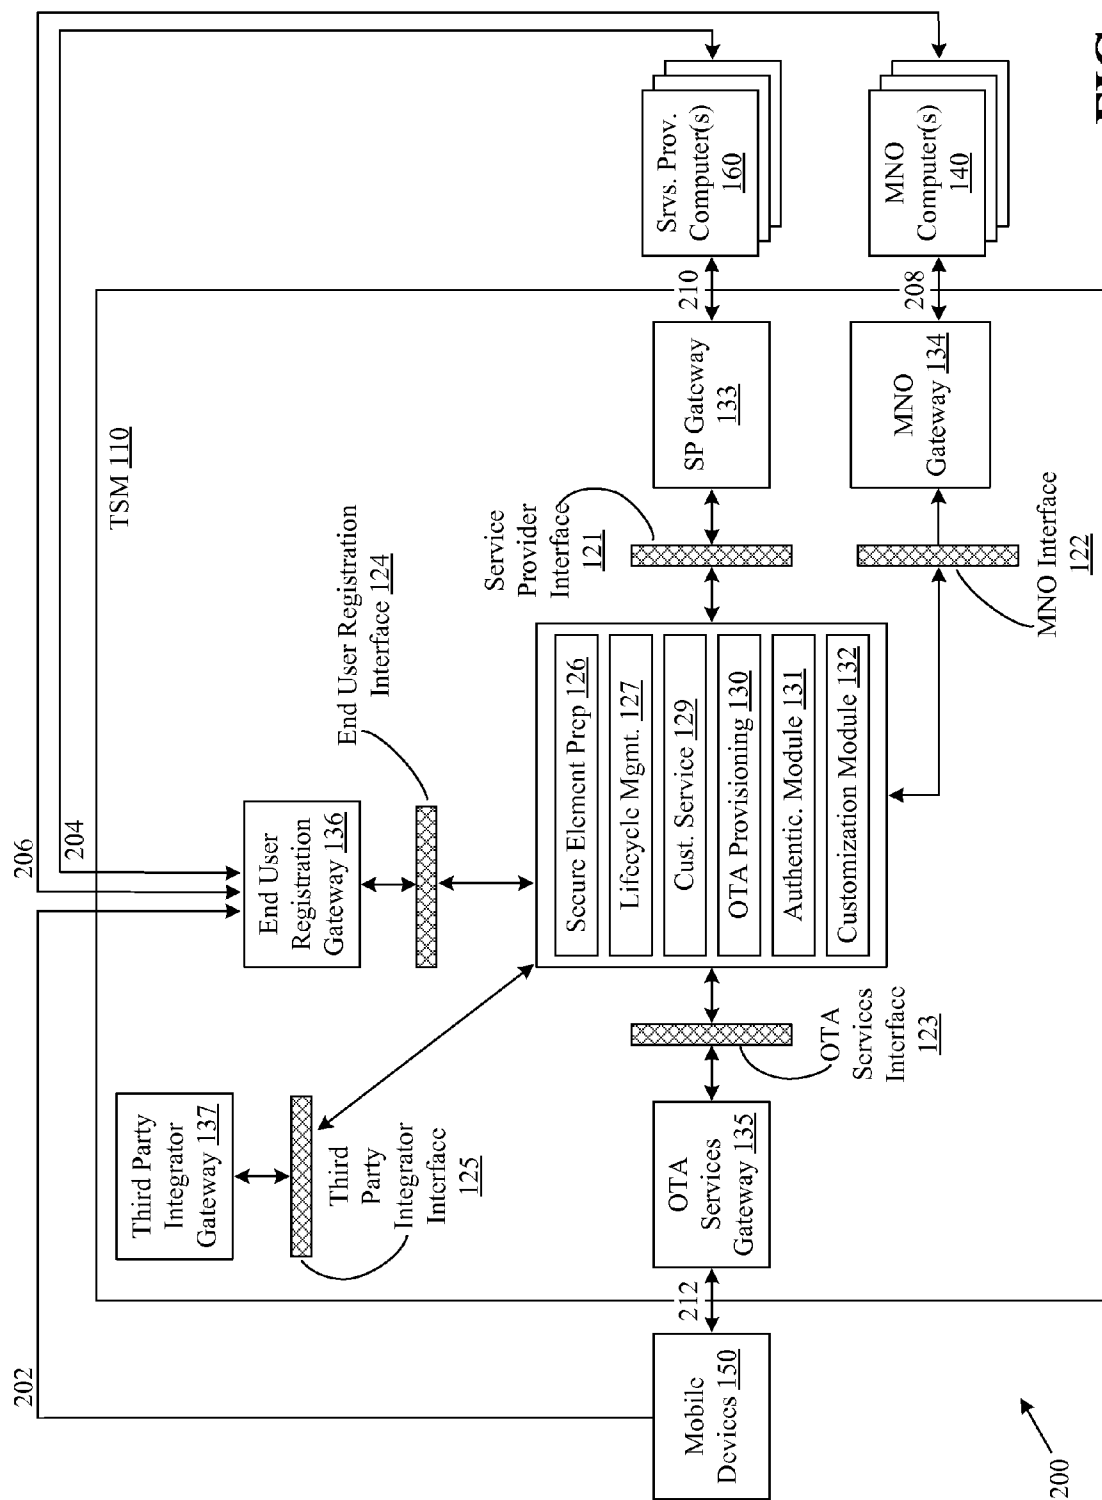 202
206
204
TSM 110
Third Party
Integrator
Gateway 137
Third
Party
Integrator
Interface
125
End User
Registration
Gateway 136
End User Registration
Interface 124
Mobile
Devices 150
212
OTA
Services
Gateway 135
OTA
Services
Interface
123
Secure Element Prep 126
Lifecycle Mgmt. 127
Cust. Service 129
OTA Provisioning 130
Authentic. Module 131
Customization Module 132
Service
Provider
Interface
121
SP Gateway
133
210
Srvs. Prov.
Computer(s)
160
MNO Interface
122
MNO
Gateway 134
208
MNO
Computer(s)
140
200